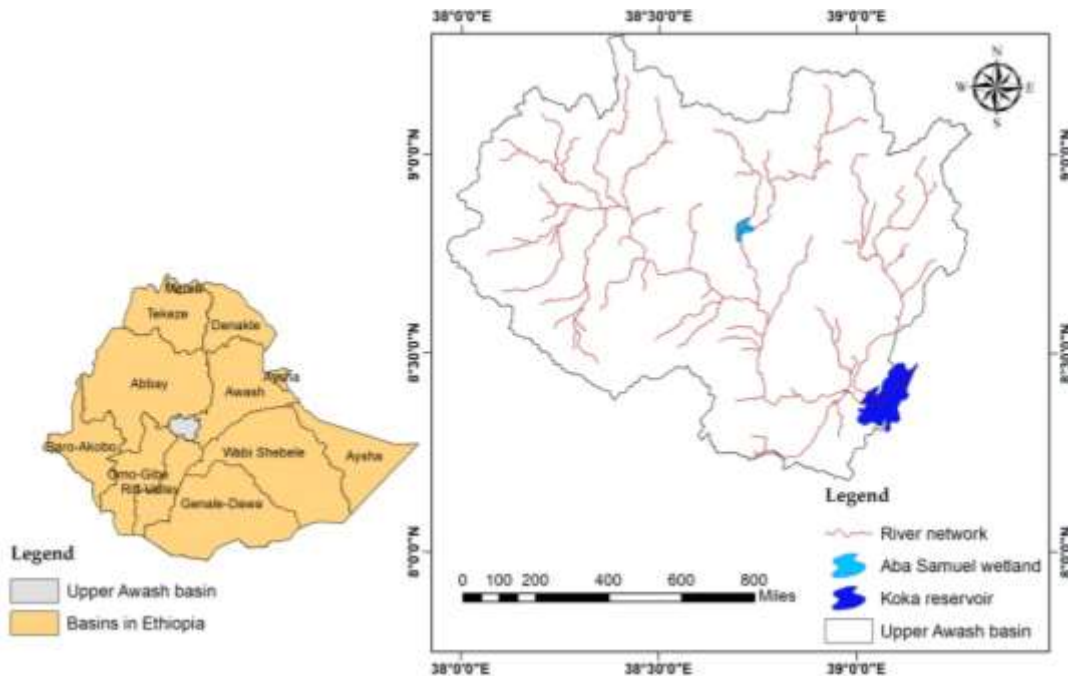 38°0'0"E 38°30'0"E 39°0'0"E
N
W E
S
9°0'0"N 9°0'0"N
8°30'0"N 8°30'0"N
8°0'0"N 8°0'0"N
Tekeze
Denakle
Abbay
Aysha
Awash
Baro-Akobo
Wabi Shebele
Aysha
Omo-Gibe
Rift Valley
Genale-Dawa
Legend
Upper Awash basin
Basins in Ethiopia
Legend
River network
Aba Samuel wetland
Koka reservoir
Upper Awash basin
0 100 200 400 600 800
Miles
38°0'0"E 38°30'0"E 39°0'0"E